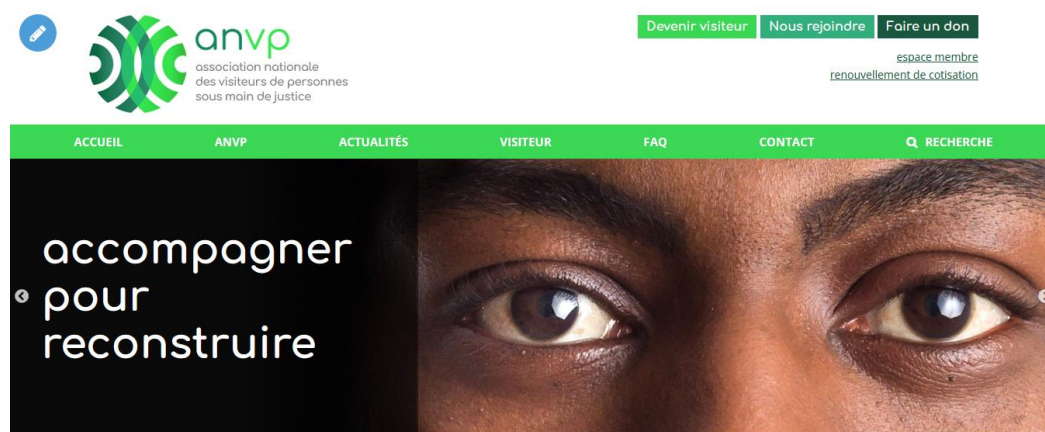 anvp
association nationale
des visiteurs de personnes
sous main de justice
Devenir visiteur
Nous rejoindre
Faire un don
espace membre
renouvellement de cotisation
ACCUEIL ANVP ACTUALITÉS VISITEUR FAQ CONTACT RECHERCHE
accompagner
pour
reconstruire